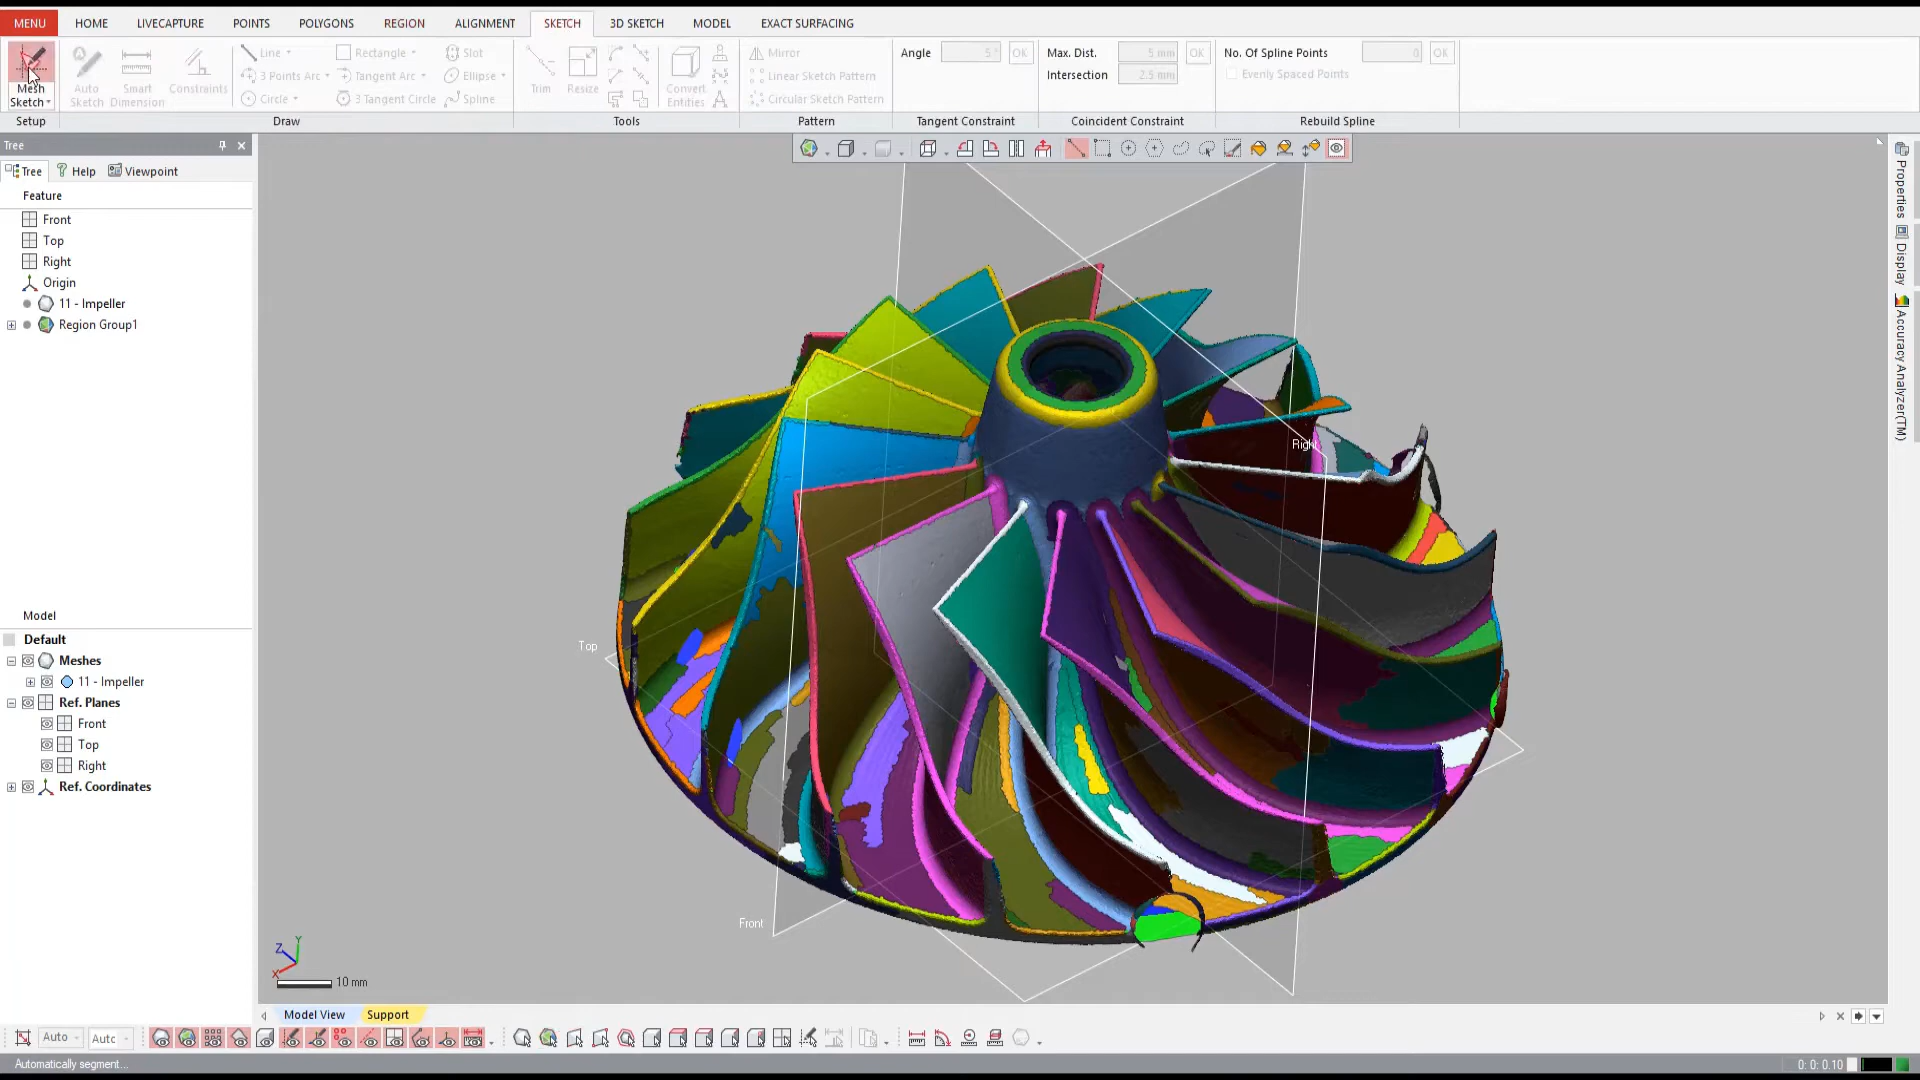 MENU HOME LIVECAPTURE POINTS POLYGONS REGION ALIGNMENT SKETCH 3D SKETCH MODEL EXACT SURFACING
Mesh Sketch
Auto Sketch
Smart Dimension
Constraints
Line Rectangle Slot
3 Points Arc Tangent Arc Ellipse
Circle 3 Tangent Circle Spline
Trim
Resize
Convert Entities
Mirror
Linear Sketch Pattern
Circular Sketch Pattern
Angle 5° OK
Max. Dist. 5 mm OK
Intersection 2.5 mm
No. Of Spline Points 8 OK
Evenly Spaced Points
Setup Draw Tools Pattern Tangent Constraint Coincident Constraint Rebuild Spline
Tree
Tree Help Viewpoint
Feature
Front
Top
Right
Origin
11 - Impeller
Region Group1
Model
Default
Meshes
11 - Impeller
Ref. Planes
Front
Top
Right
Ref. Coordinates
Right
Top
Front
Z Y
X
10 mm
Properties
Display
Accuracy Analyzer(TM)
Model View Support
Auto Auto
Automatically segment...
0: 0: 0.10